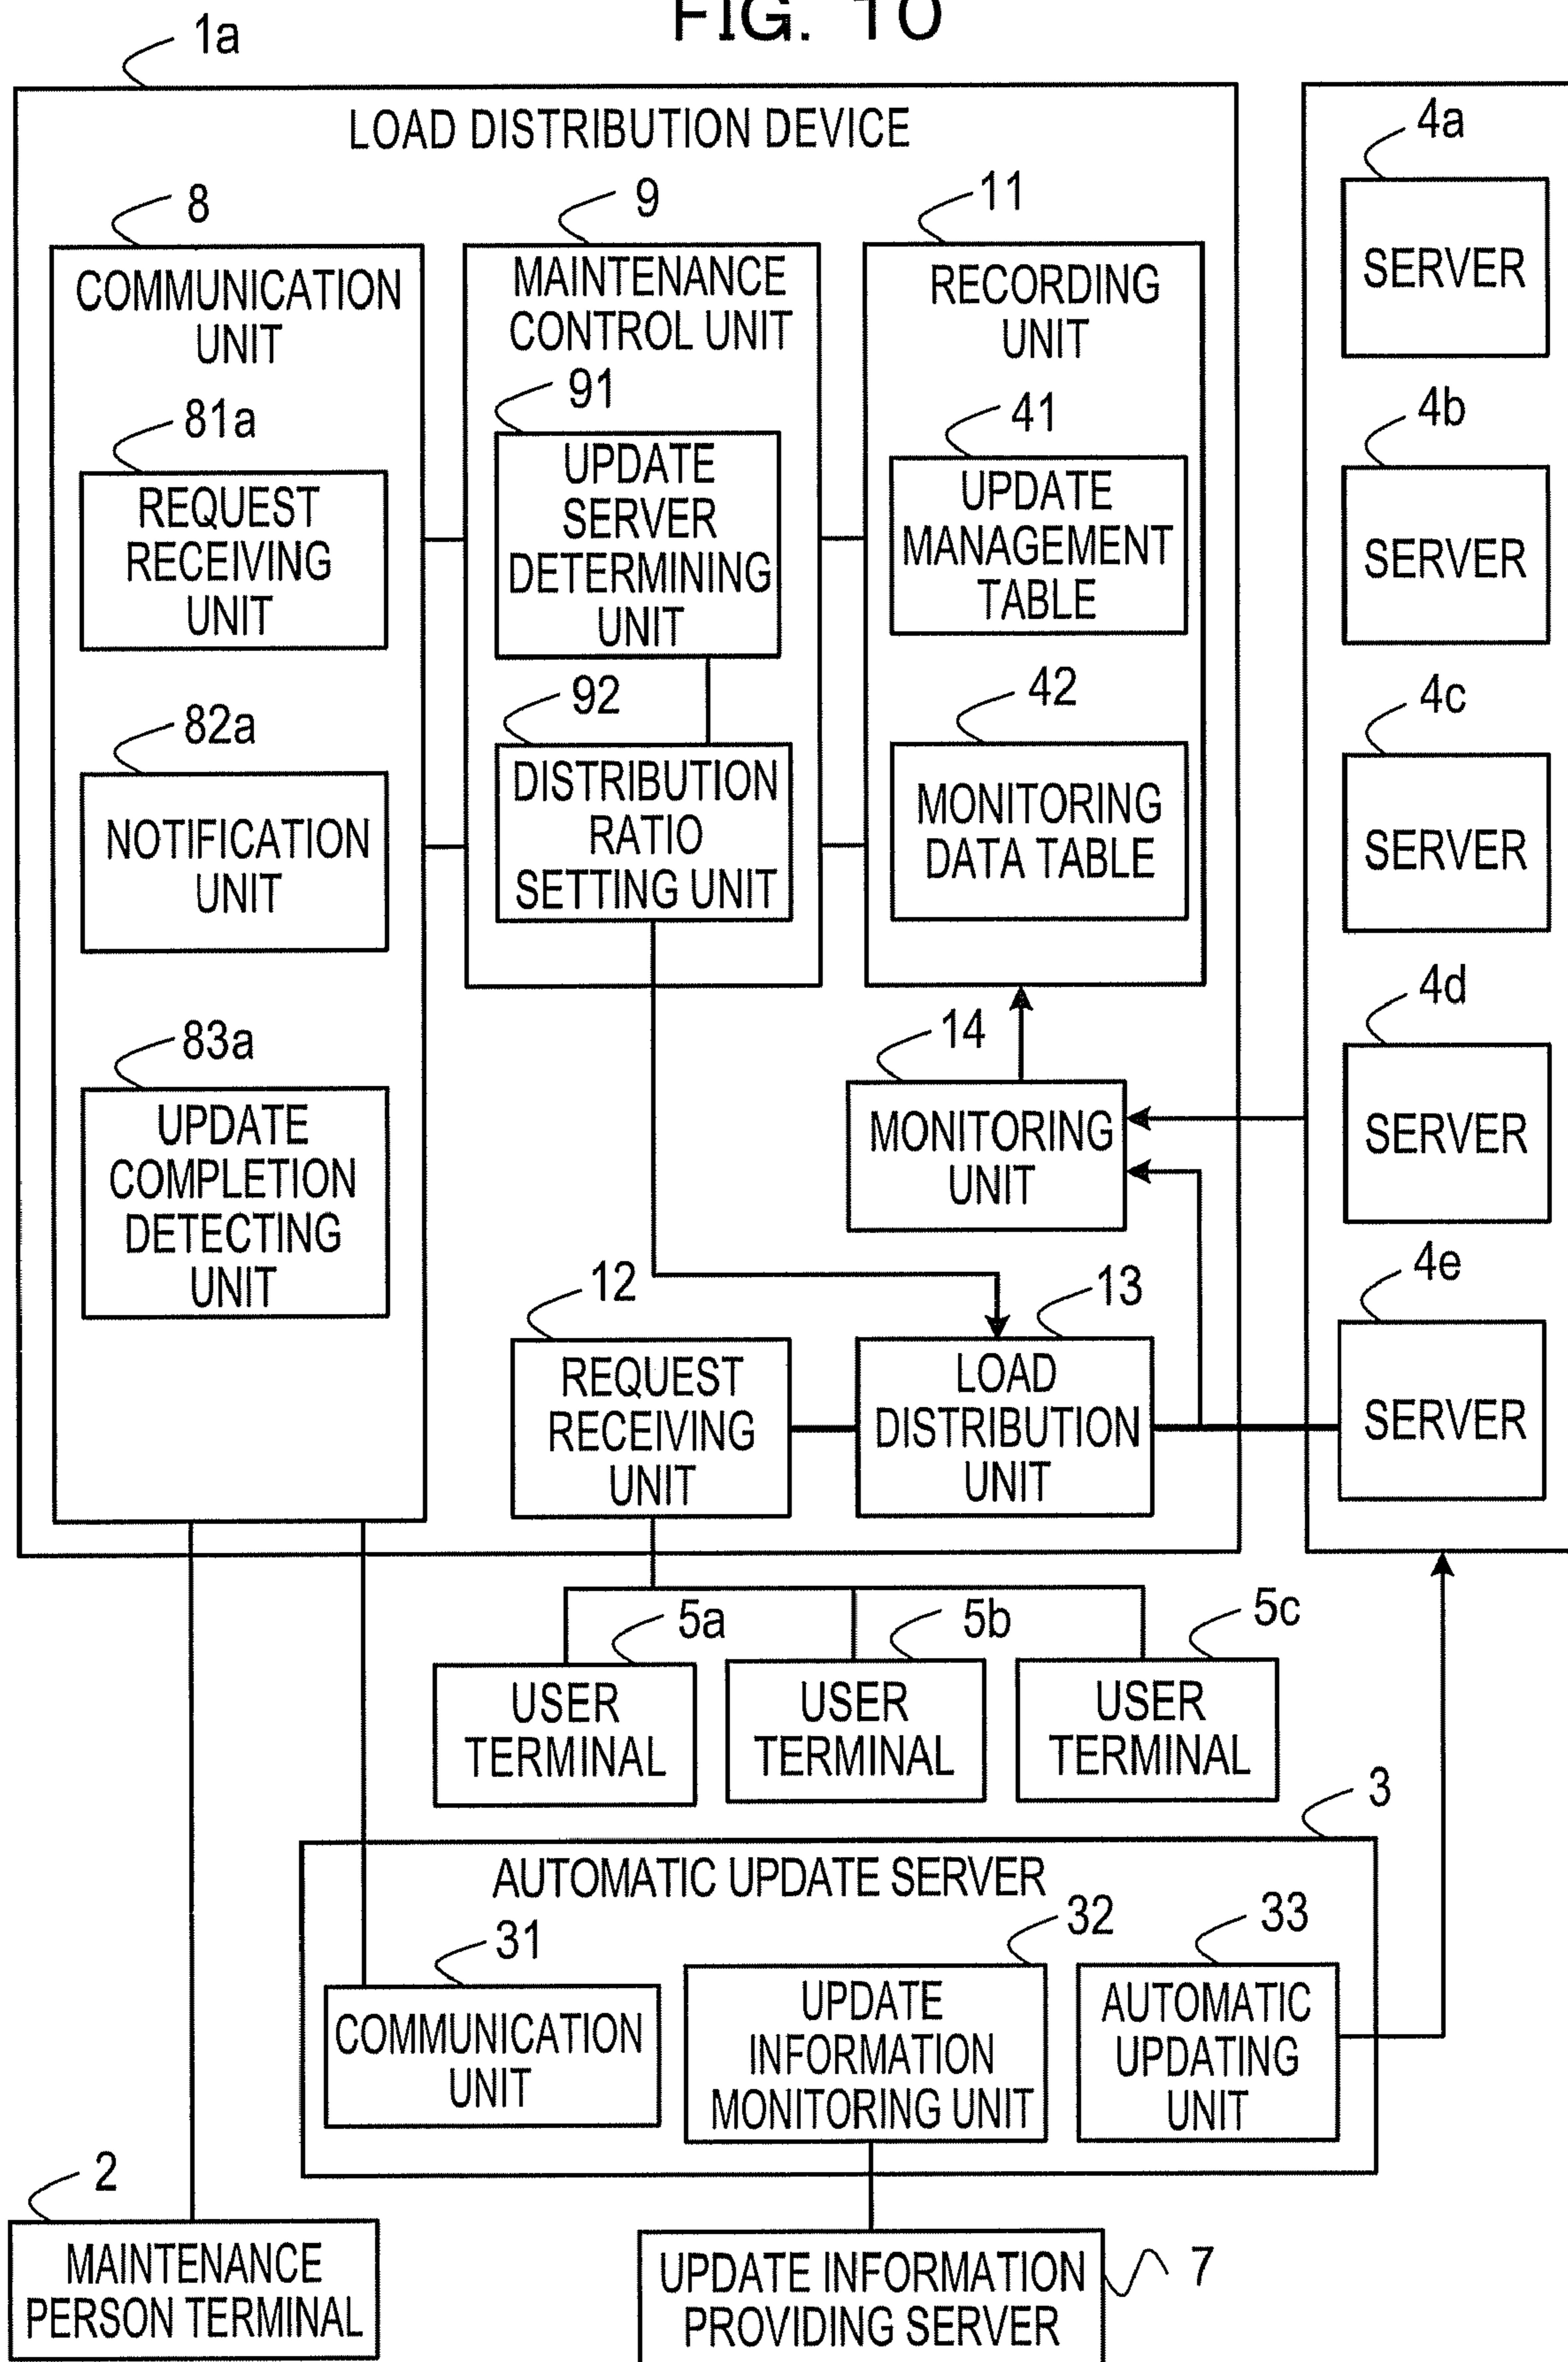 FIG. 10
1a
LOAD DISTRIBUTION DEVICE
8
COMMUNICATION
UNIT
81a
REQUEST
RECEIVING
UNIT
82a
NOTIFICATION
UNIT
83a
UPDATE
COMPLETION
DETECTING
UNIT
9
MAINTENANCE
CONTROL UNIT
91
UPDATE
SERVER
DETERMINING
UNIT
92
DISTRIBUTION
RATIO
SETTING UNIT
11
RECORDING
UNIT
41
UPDATE
MANAGEMENT
TABLE
42
MONITORING
DATA TABLE
14
MONITORING
UNIT
12
REQUEST
RECEIVING
UNIT
13
LOAD
DISTRIBUTION
UNIT
4a
SERVER
4b
SERVER
4c
SERVER
4d
SERVER
4e
SERVER
5a
USER
TERMINAL
5b
USER
TERMINAL
5c
USER
TERMINAL
3
AUTOMATIC UPDATE SERVER
31
COMMUNICATION
UNIT
32
UPDATE
INFORMATION
MONITORING UNIT
33
AUTOMATIC
UPDATING
UNIT
2
MAINTENANCE
PERSON TERMINAL
7
UPDATE INFORMATION
PROVIDING SERVER